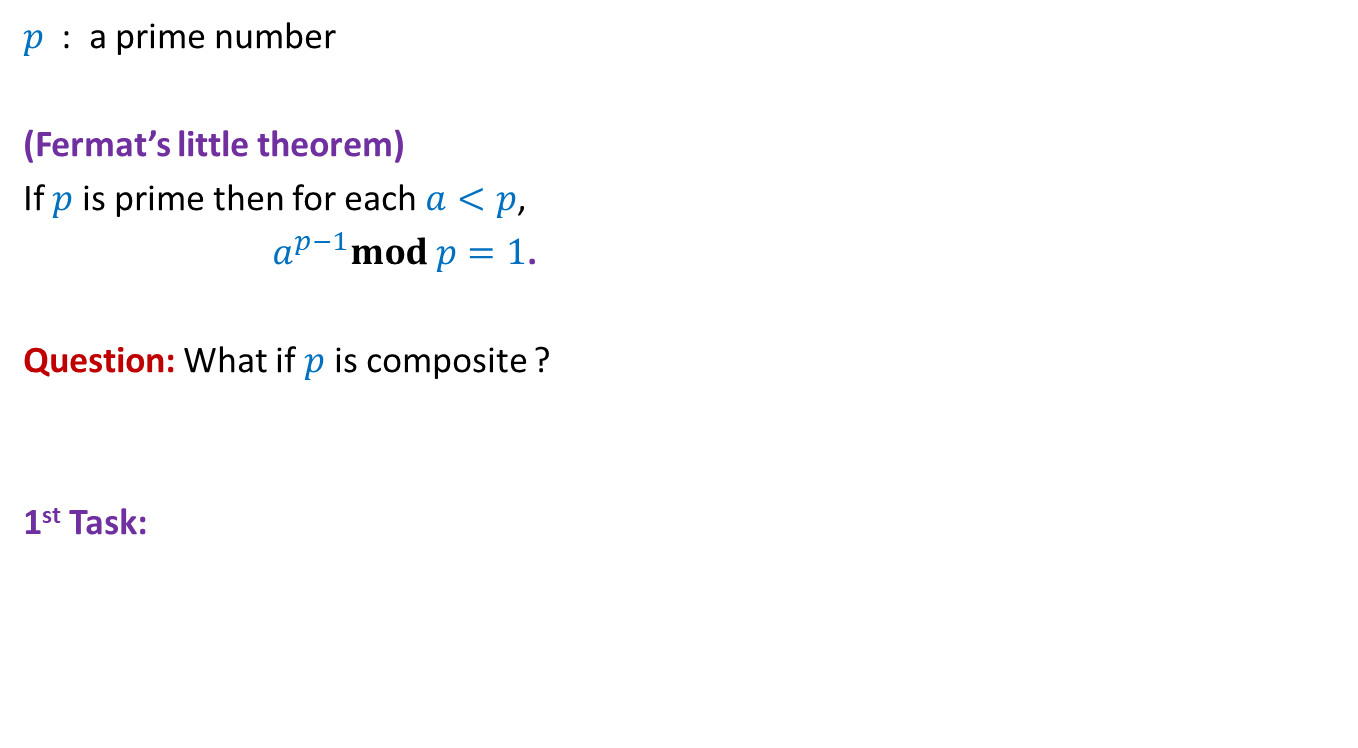 p : a prime number
(Fermat’s little theorem)
If p is prime then for each a < p,
a^{p−1} mod p = 1.
Question: What if p is composite ?
1st Task: